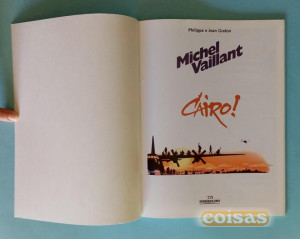 Philippe e Jean Graton
Michel
Vaillant
CAIRO!
coisas